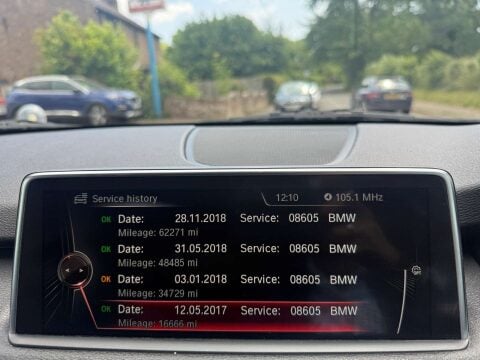 Service history 12:10 105.1 MHz
OK Date: 28.11.2018 Service: 08605 BMW
Mileage: 62271 mi
OK Date: 31.05.2018 Service: 08605 BMW
Mileage: 48485 mi
OK Date: 03.01.2018 Service: 08605 BMW
Mileage: 34729 mi
OK Date: 12.05.2017 Service: 08605 BMW
Mileage: 16666 mi